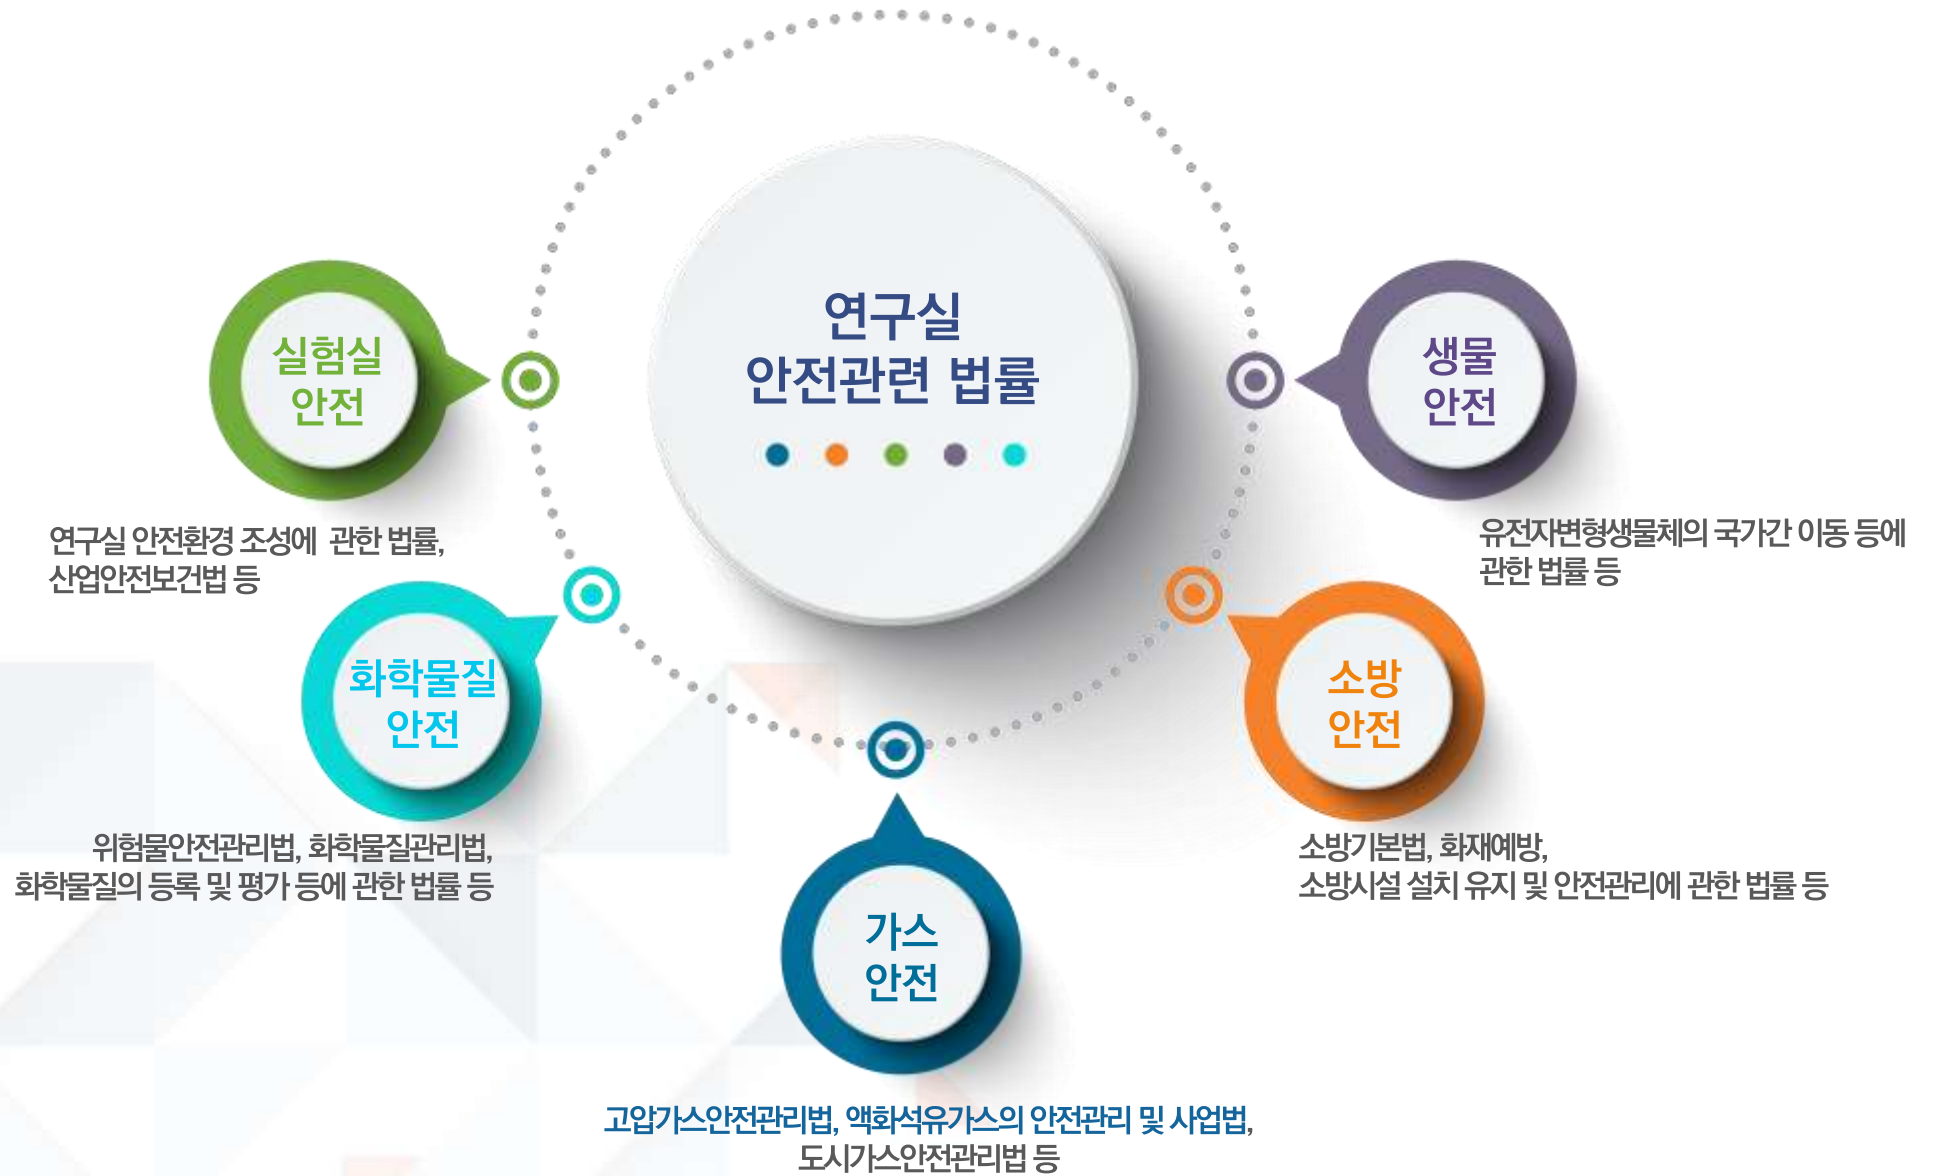 연구실
안전관련 법률
실험실
안전
연구실 안전환경 조성에 관한 법률,
산업안전보건법 등
화학물질
안전
위험물안전관리법, 화학물질관리법,
화학물질의 등록 및 평가 등에 관한 법률 등
가스
안전
고압가스안전관리법, 액화석유가스의 안전관리 및 사업법,
도시가스안전관리법 등
소방
안전
소방기본법, 화재예방,
소방시설 설치 유지 및 안전관리에 관한 법률 등
생물
안전
유전자변형생물체의 국가간 이동 등에
관한 법률 등